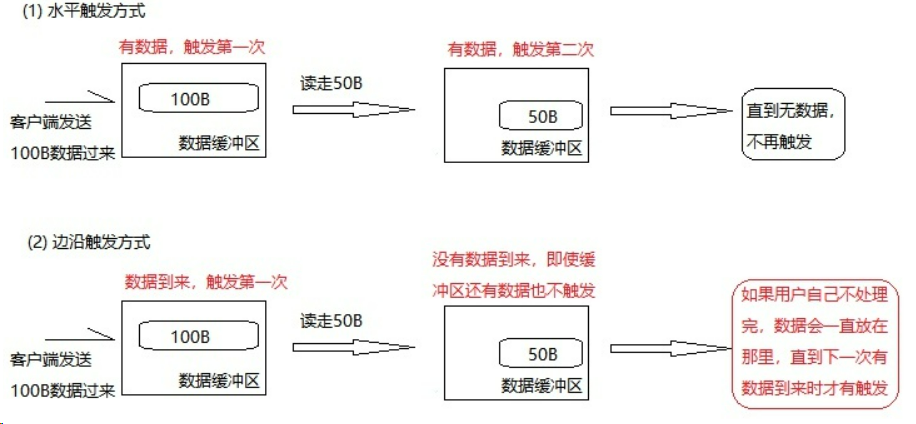 (1) 水平触发方式
有数据，触发第一次
有数据，触发第二次
100B
数据缓冲区
客户端发送
100B数据过来
读走50B
50B
数据缓冲区
直到无数据，
不再触发
(2) 边沿触发方式
数据到来，触发第一次
没有数据到来，即使缓
冲区还有数据也不触发
100B
数据缓冲区
客户端发送
100B数据过来
读走50B
50B
数据缓冲区
如果用户自己不处理
完，数据会一直放在
那里，直到下一次有
数据到来时才有触发